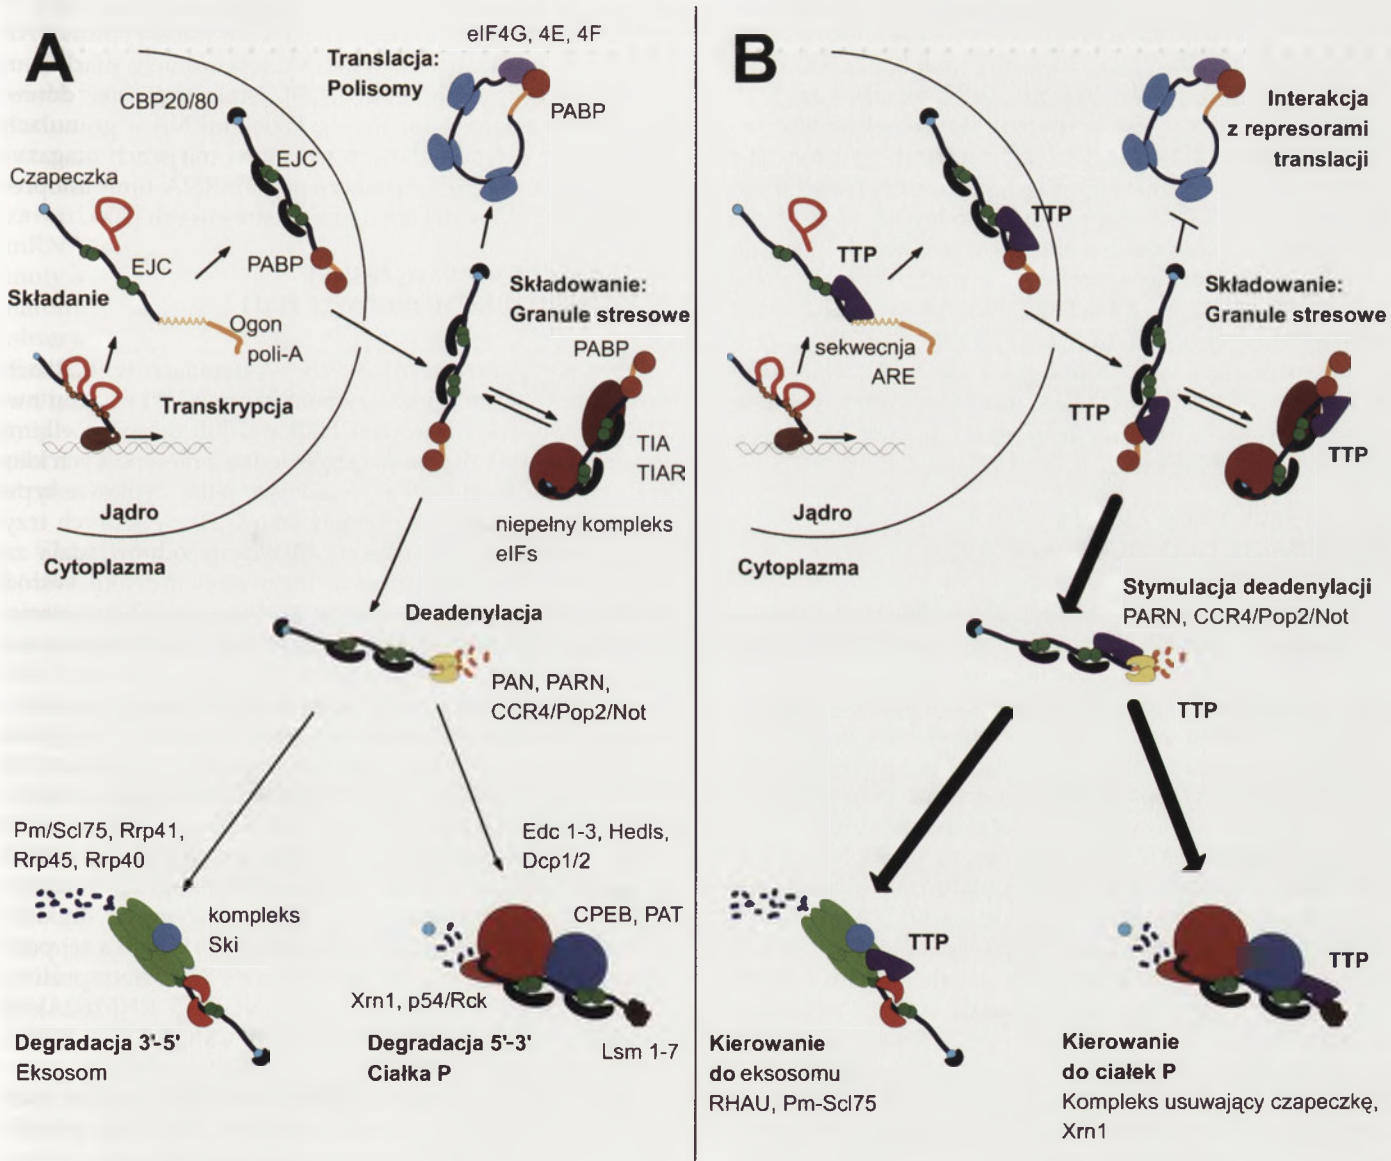 A
eIF4G, 4E, 4F
Translacja:
Polisomy
PABP
CBP20/80
EJC
Czapeczka
EJC
PABP
Składanie
Ogon
poli-A
Transkrypcja
Składowanie:
Granule stresowe
PABP
TIA
TIAR
niepełny kompleks
eIFs
Jądro
Cytoplazma
Deadenylacja
PAN, PARN,
CCR4/Pop2/Not
Pm/Scl75, Rrp41,
Rrp45, Rrp40
Edc 1-3, Hedls,
Dcp1/2
kompleks
Ski
CPEB, PAT
Xrn1, p54/Rck
Lsm 1-7
Degradacja 3'-5'
Eksosom
Degradacja 5'-3'
Ciałka P
B
Interakcja
z represorami
translacji
TTP
TTP
sekwecnja
ARE
Składowanie:
Granule stresowe
TTP
TTP
Jądro
Cytoplazma
Stymulacja deadenylacji
PARN, CCR4/Pop2/Not
TTP
TTP
TTP
Kierowanie
do eksosomu
RHAU, Pm-Scl75
Kierowanie
do ciałek P
Kompleks usuwający czapeczkę,
Xrn1